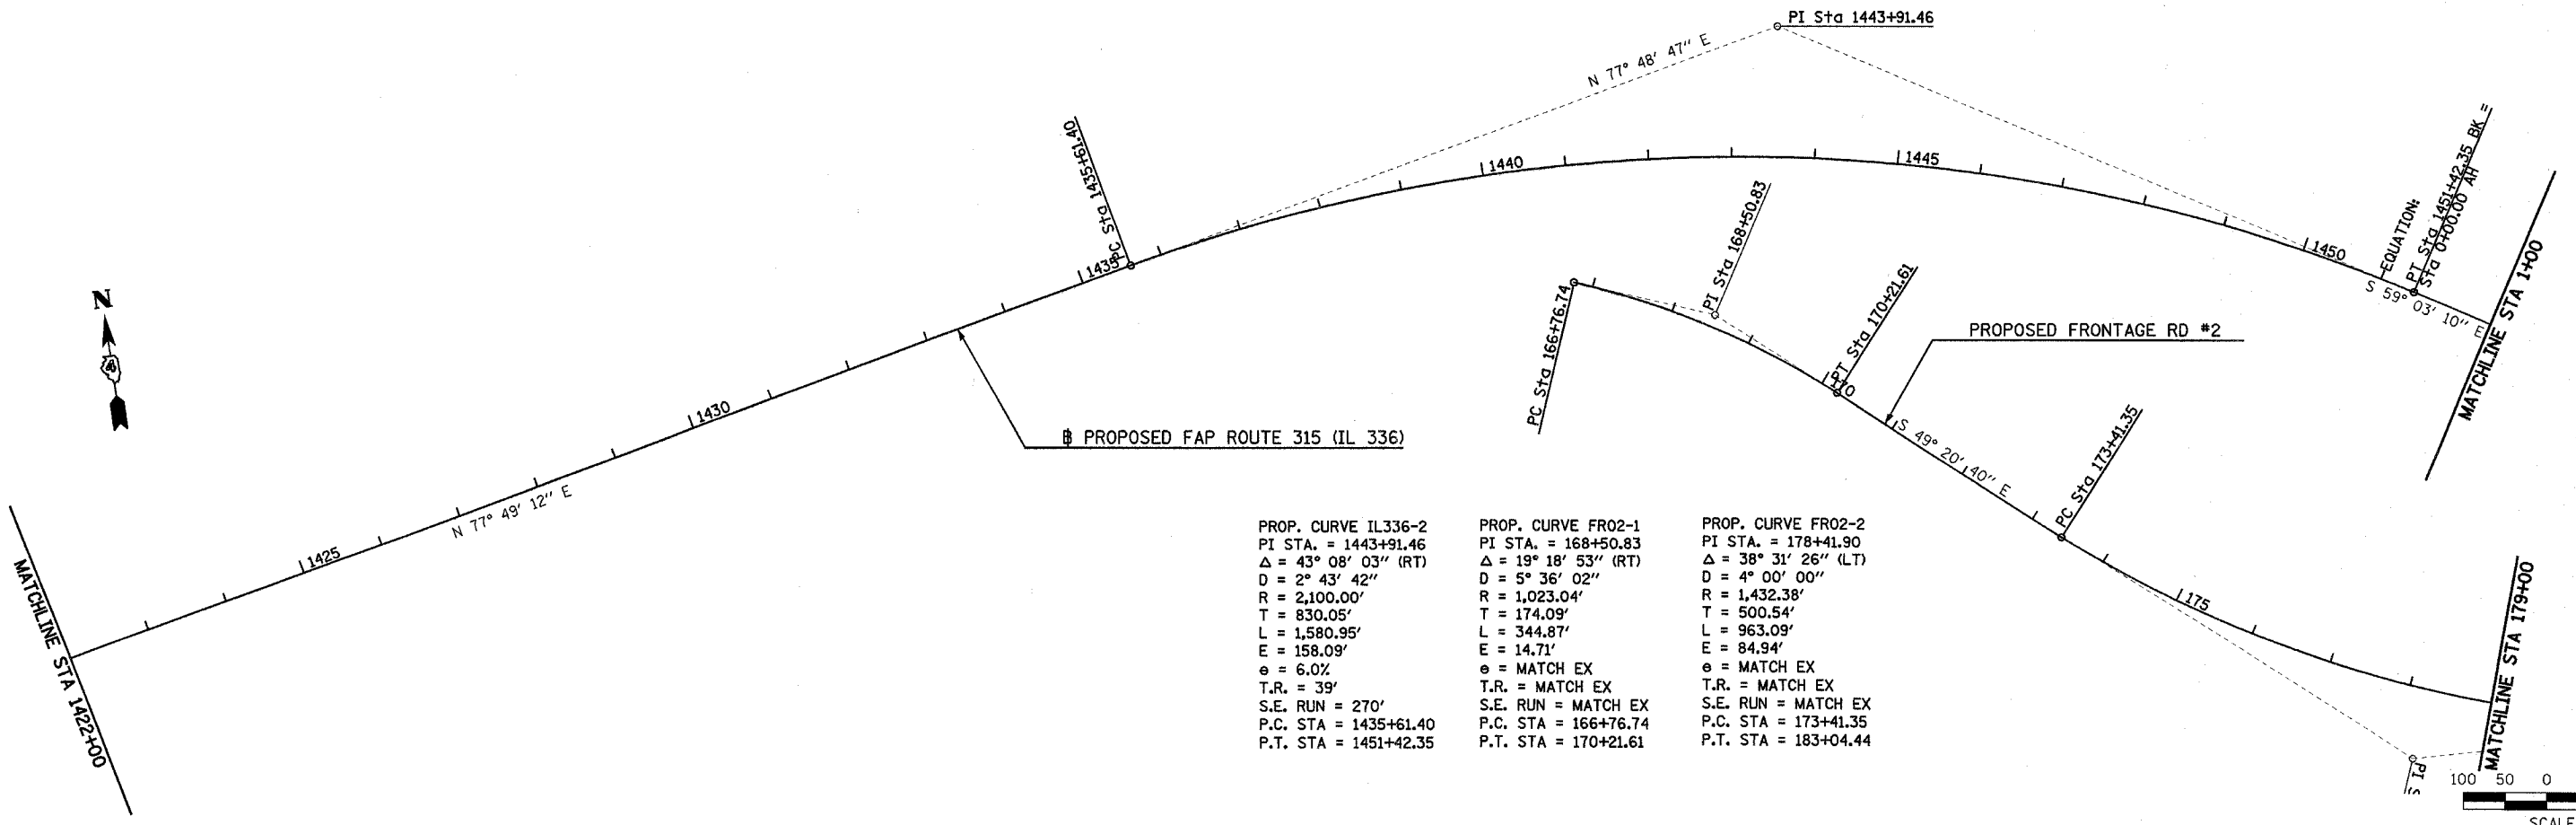 PI Sta 1443+91.46
N 77° 48' 47" E
PC Sta 1435+61.40
1440
1445
1450
1435
1430
1425
EQUATION:
PT Sta 1451+42.35 BK =
Sta 0+00.00 AH
S 59° 03' 10" E
MATCHLINE STA 1+00
N
PI Sta 168+50.83
PC Sta 166+76.74
PT Sta 170+21.61
170
PROPOSED FRONTAGE RD #2
S 49° 20' 40" E
PC Sta 173+41.35
175
PROPOSED FAP ROUTE 315 (IL 336)
N 77° 49' 12" E
MATCHLINE STA 1422+00
MATCHLINE STA 179+00
PROP. CURVE IL336-2
PI STA. = 1443+91.46
Δ = 43° 08' 03" (RT)
D = 2° 43' 42"
R = 2,100.00'
T = 830.05'
L = 1,580.95'
E = 158.09'
e = 6.0%
T.R. = 39'
S.E. RUN = 270'
P.C. STA = 1435+61.40
P.T. STA = 1451+42.35
PROP. CURVE FR02-1
PI STA. = 168+50.83
Δ = 19° 18' 53" (RT)
D = 5° 36' 02"
R = 1,023.04'
T = 174.09'
L = 344.87'
E = 14.71'
e = MATCH EX
T.R. = MATCH EX
S.E. RUN = MATCH EX
P.C. STA = 166+76.74
P.T. STA = 170+21.61
PROP. CURVE FR02-2
PI STA. = 178+41.90
Δ = 38° 31' 26" (LT)
D = 4° 00' 00"
R = 1,432.38'
T = 500.54'
L = 963.09'
E = 84.94'
e = MATCH EX
T.R. = MATCH EX
S.E. RUN = MATCH EX
P.C. STA = 173+41.35
P.T. STA = 183+04.44
PI
100 50 0
SCALE